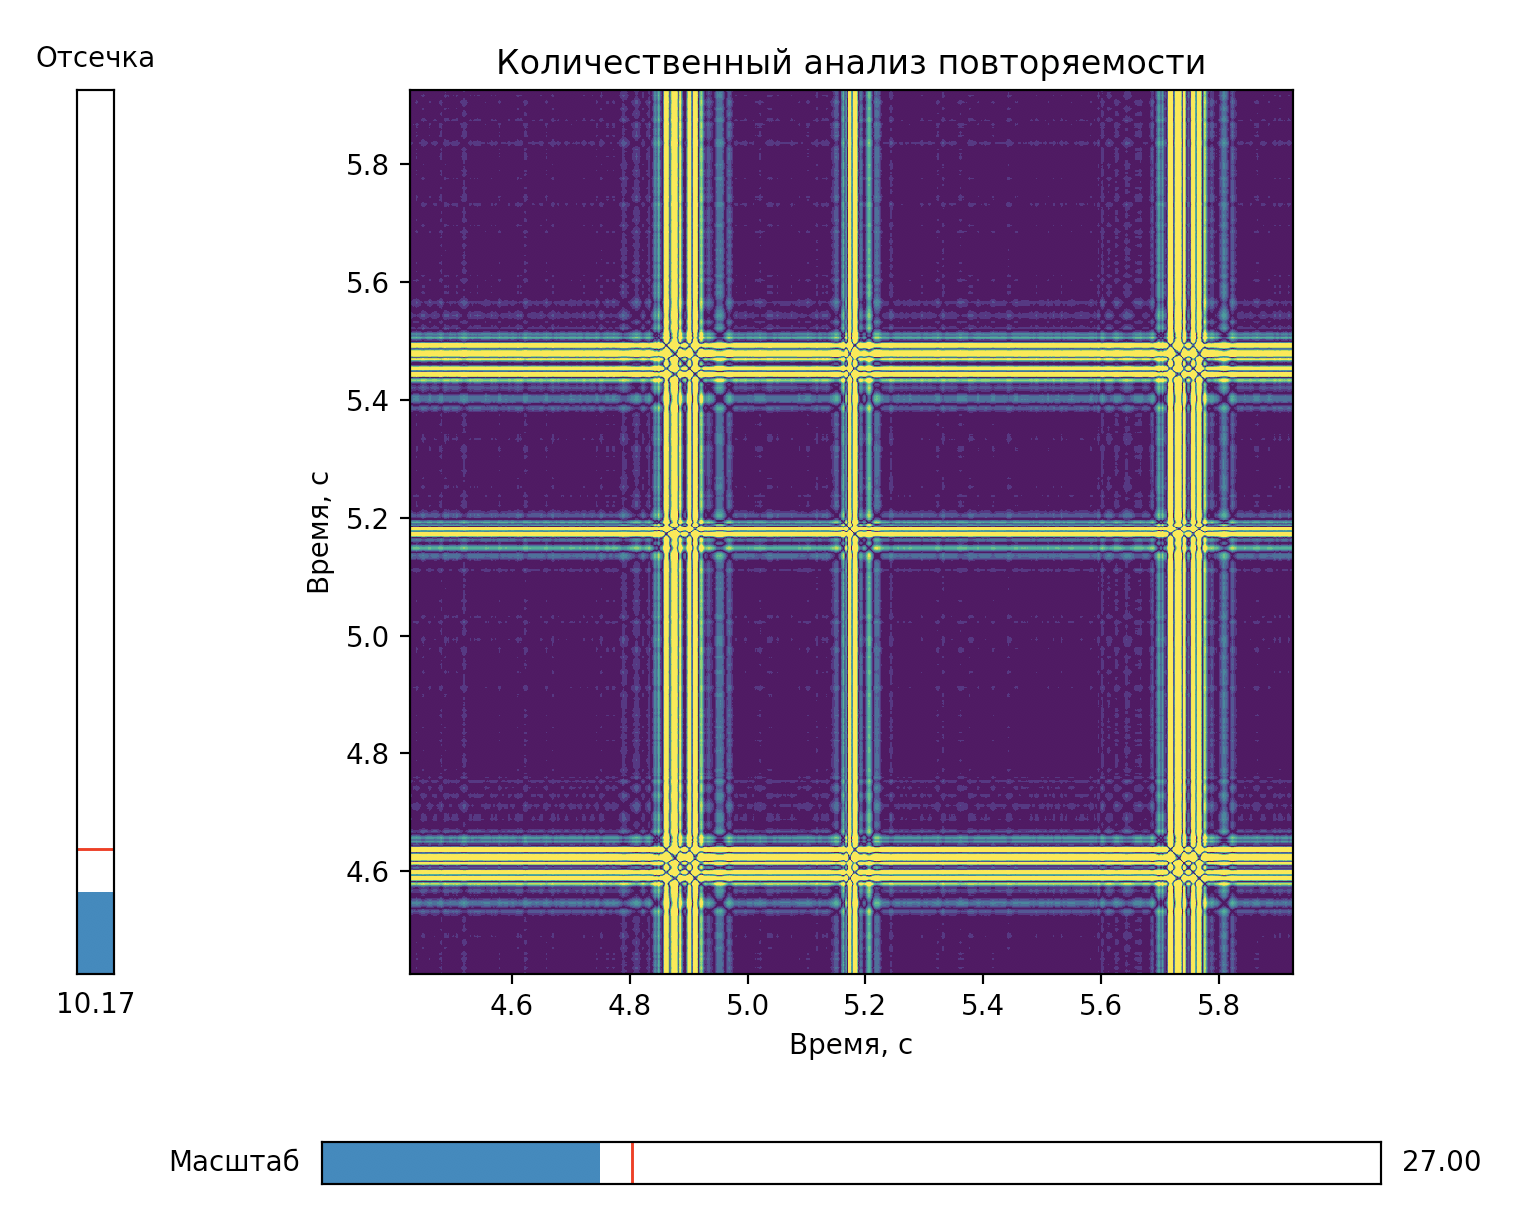 Отсечка
10.17
Количественный анализ повторяемости
Время, с
5.8
5.6
5.4
5.2
5.0
4.8
4.6
4.6 4.8 5.0 5.2 5.4 5.6 5.8
Время, с
Масштаб 27.00